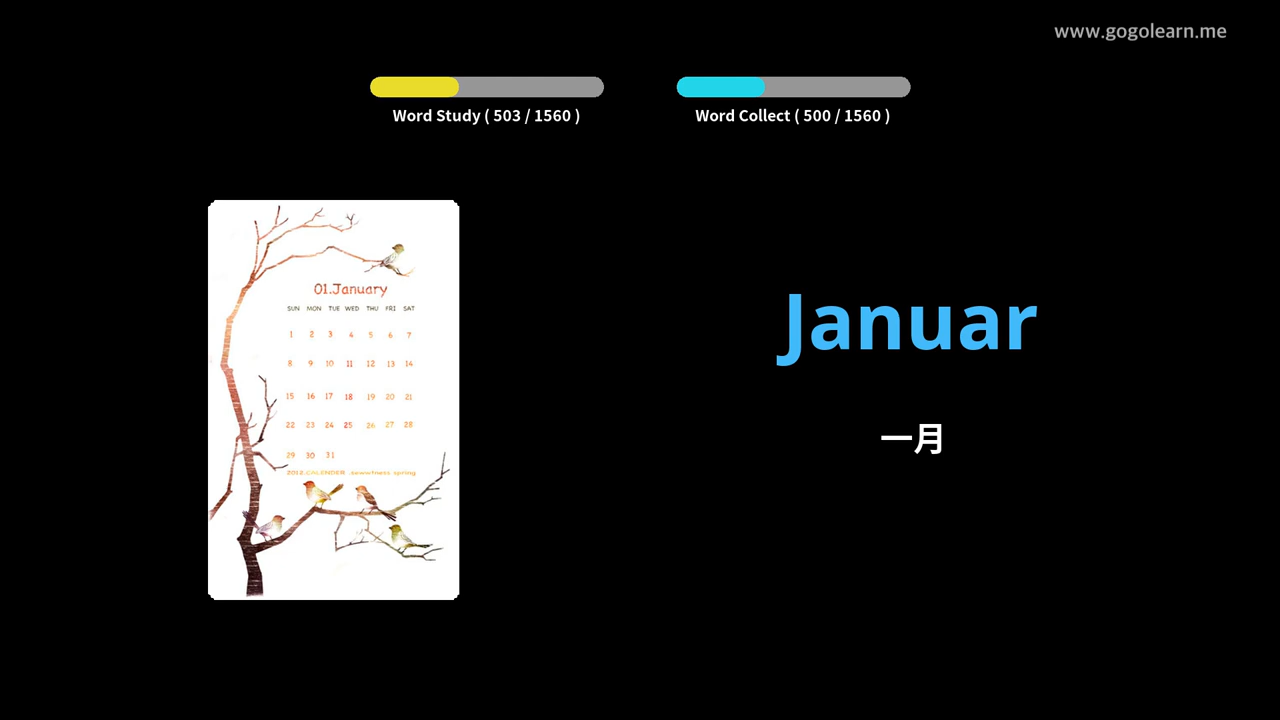 www.gogolearn.me
Word Study ( 503 / 1560 )
Word Collect ( 500 / 1560 )
01.January
SUN MON TUE WED THU FRI SAT
1 2 3 4 5 6 7
8 9 10 11 12 13 14
15 16 17 18 19 20 21
22 23 24 25 26 27 28
29 30 31
CALENDER
spring
Januar
一月